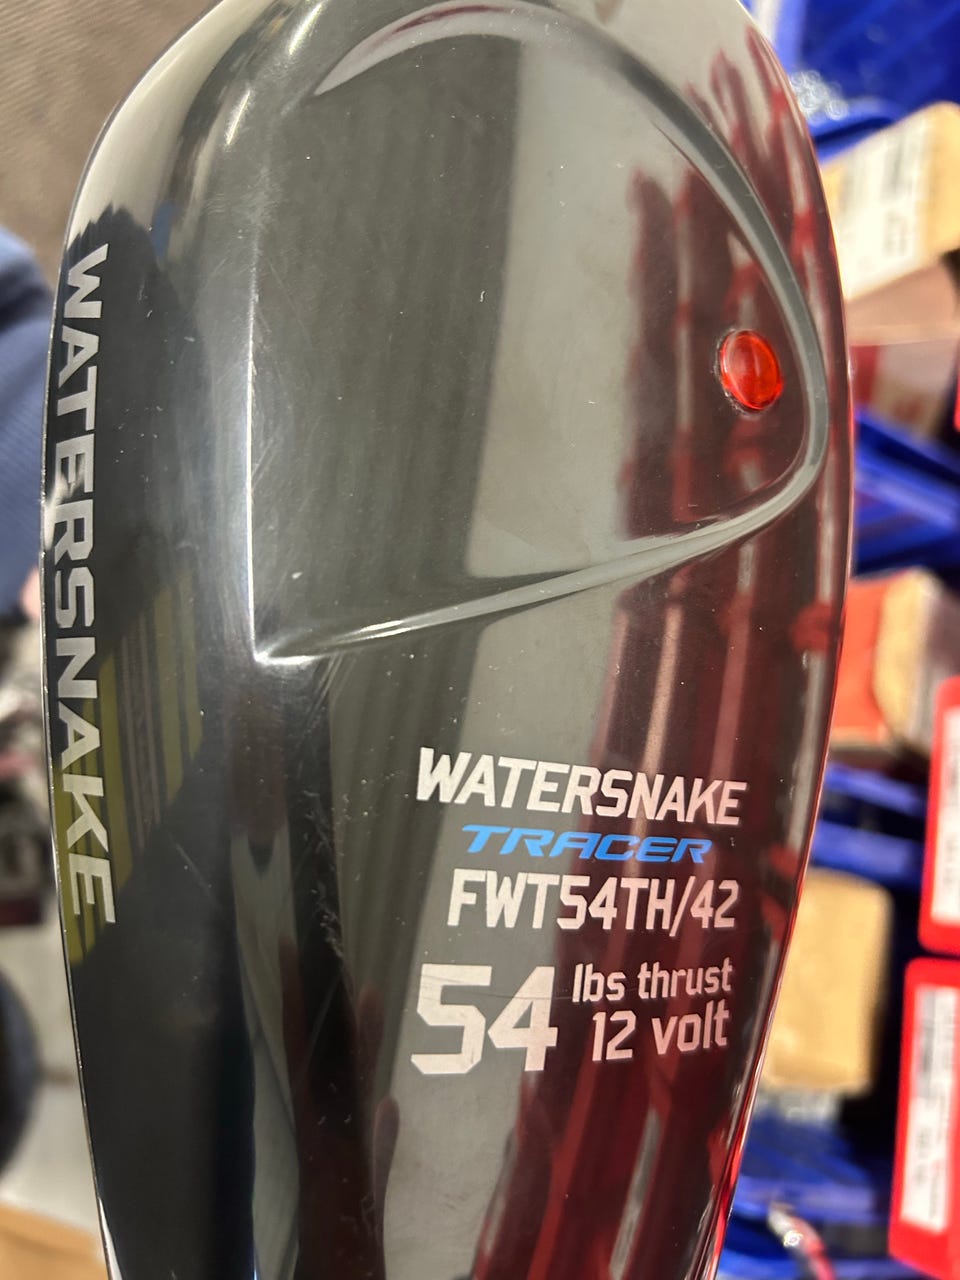 WATERSNAKE
WATERSNAKE
TRACER
FWT54TH/42
54 lbs thrust
12 volt